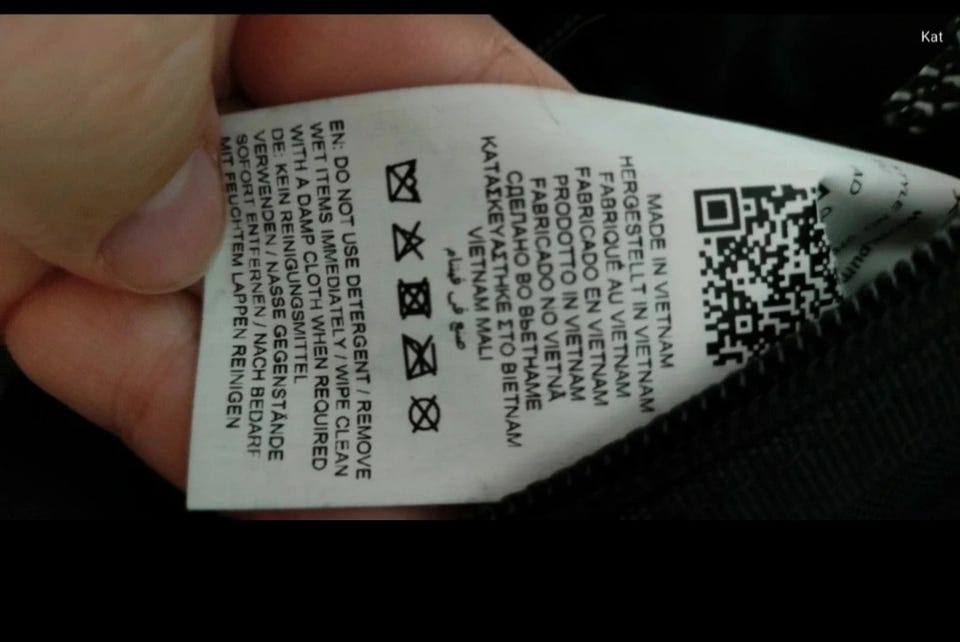 Kat
MADE IN VIETNAM
HERGESTELLT IN VIETNAM
FABRIQUÉ AU VIETNAM
FABRICADO EN VIETNAM
PRODOTTO IN VIETNAM
FABRICADO NO VIETNÃ
СДЕЛАНО ВО ВЬЕТНАМЕ
ΚΑΤΑΣΚΕΥΑΣΤΗΚΕ ΣΤΟ ΒΙΕΤΝΑΜ
VIETNAM MALI
صنع في فيتنام
EN: DO NOT USE DETERGENT / REMOVE
WET ITEMS IMMEDIATELY / WIPE CLEAN
WITH A DAMP CLOTH WHEN REQUIRED
DE: KEIN REINIGUNGSMITTEL
VERWENDEN / NASSE GEGENSTÄNDE
SOFORT ENTFERNEN / NACH BEDARF
MIT FEUCHTEM LAPPEN REINIGEN